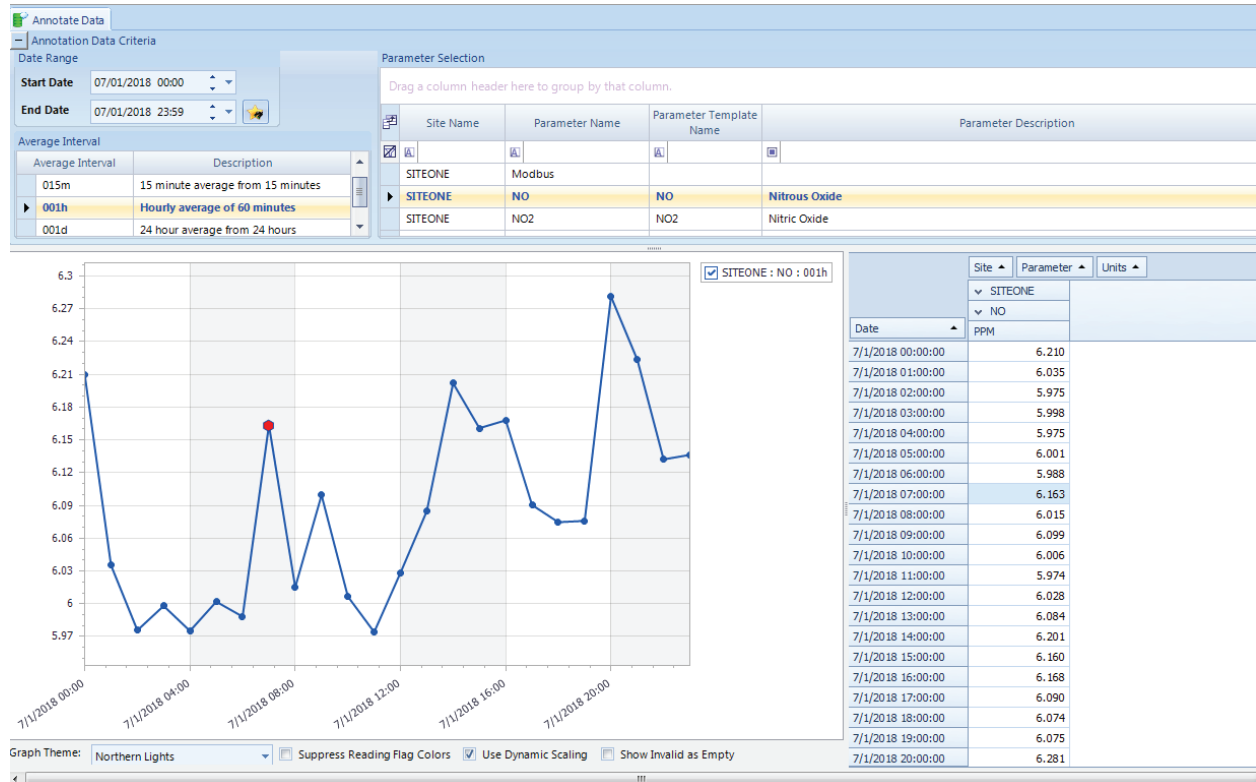 Annotate Data
Annotation Data Criteria
Date Range
Start Date 07/01/2018 00:00
End Date 07/01/2018 23:59
Average Interval
Average Interval Description
015m 15 minute average from 15 minutes
001h Hourly average of 60 minutes
001d 24 hour average from 24 hours
Parameter Selection
Drag a column header here to group by that column.
Site Name Parameter Name Parameter Template Name Parameter Description
SITEONE Modbus
SITEONE NO NO Nitrous Oxide
SITEONE NO2 NO2 Nitric Oxide
6.3
6.27
6.24
6.21
6.18
6.15
6.12
6.09
6.06
6.03
6
5.97
7/1/2018 00:00
7/1/2018 04:00
7/1/2018 08:00
7/1/2018 12:00
7/1/2018 16:00
7/1/2018 20:00
SITEONE : NO : 001h
Graph Theme: Northern Lights Suppress Reading Flag Colors Use Dynamic Scaling Show Invalid as Empty
Site Parameter Units
SITEONE
NO
Date PPM
7/1/2018 00:00:00 6.210
7/1/2018 01:00:00 6.035
7/1/2018 02:00:00 5.975
7/1/2018 03:00:00 5.998
7/1/2018 04:00:00 5.975
7/1/2018 05:00:00 6.001
7/1/2018 06:00:00 5.988
7/1/2018 07:00:00 6.163
7/1/2018 08:00:00 6.015
7/1/2018 09:00:00 6.099
7/1/2018 10:00:00 6.006
7/1/2018 11:00:00 5.974
7/1/2018 12:00:00 6.028
7/1/2018 13:00:00 6.084
7/1/2018 14:00:00 6.201
7/1/2018 15:00:00 6.160
7/1/2018 16:00:00 6.168
7/1/2018 17:00:00 6.090
7/1/2018 18:00:00 6.074
7/1/2018 19:00:00 6.075
7/1/2018 20:00:00 6.281